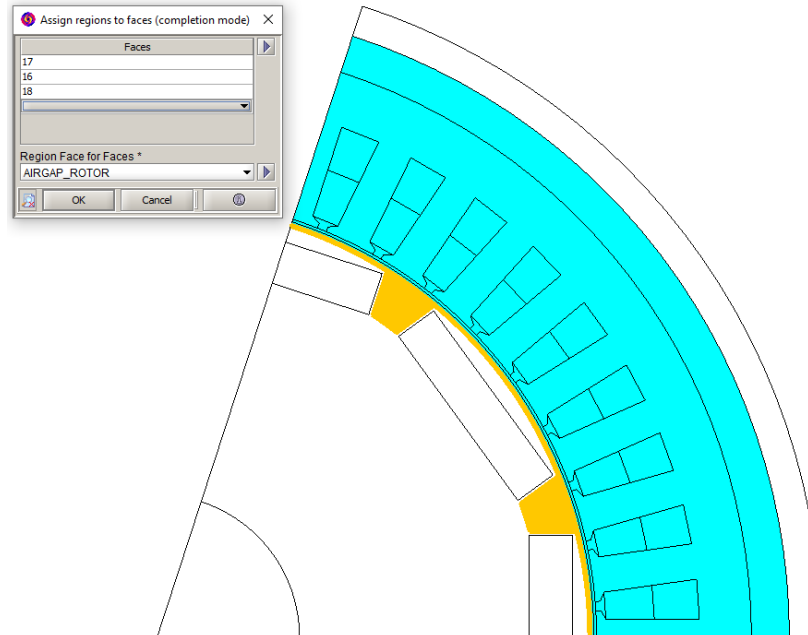 Assign regions to faces (completion mode)
Faces
17
16
18
Region Face for Faces *
AIRGAP_ROTOR
OK Cancel